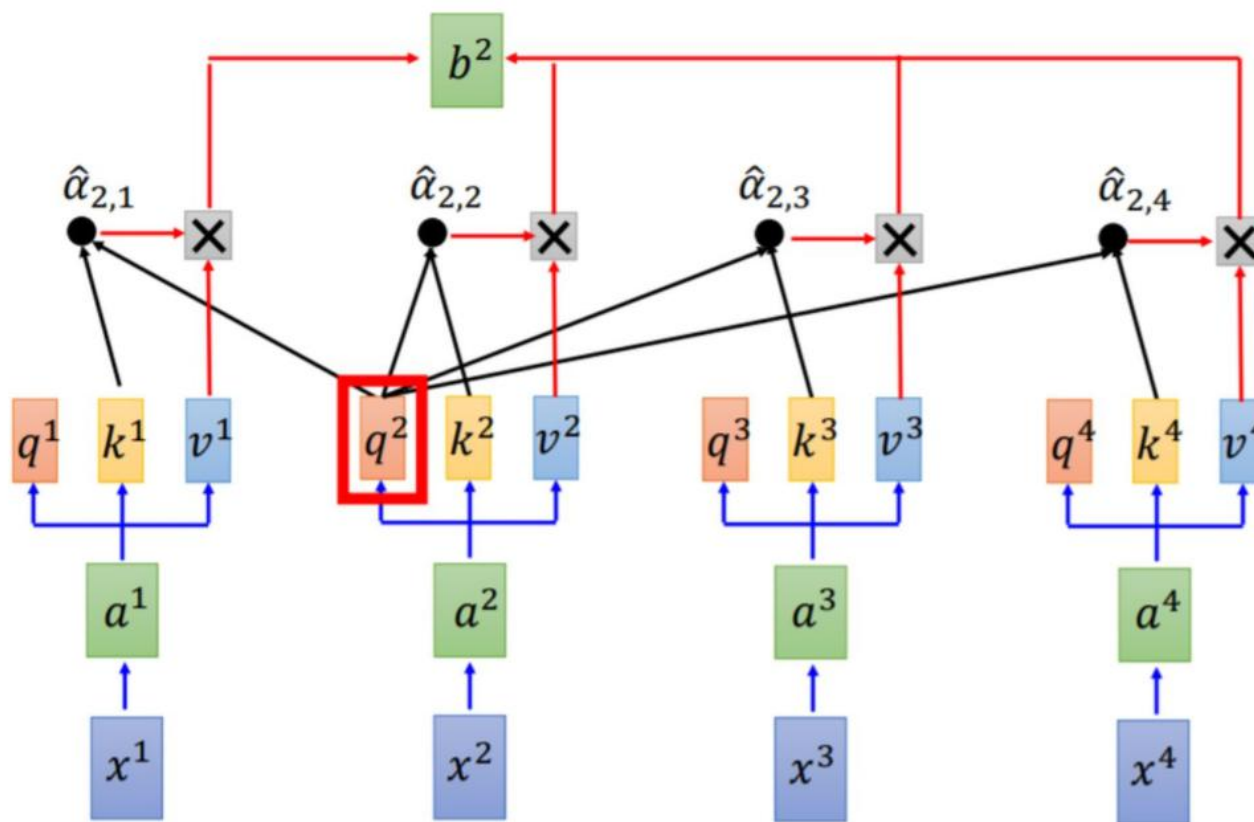 b²
α̂₂,₁ α̂₂,₂ α̂₂,₃ α̂₂,₄
q¹ k¹ v¹ q² k² v² q³ k³ v³ q⁴ k⁴ v⁴
a¹ a² a³ a⁴
x¹ x² x³ x⁴